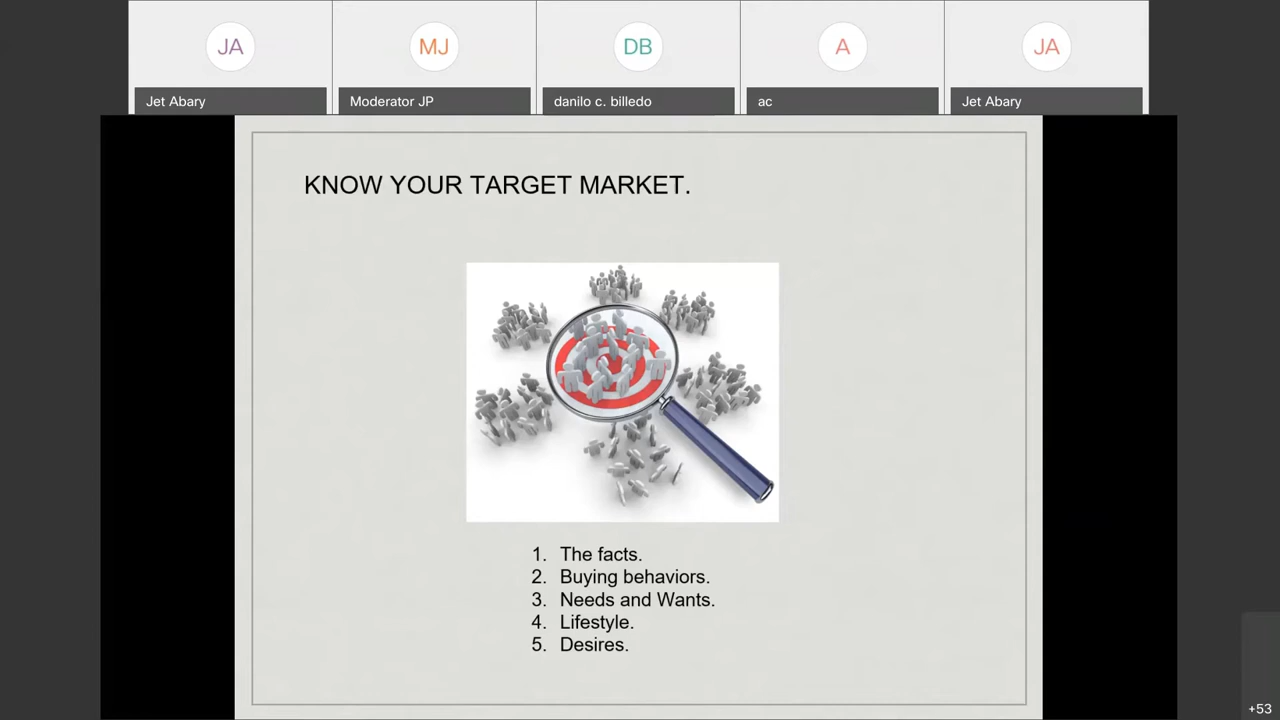 JA
MJ
DB
A
JA
Jet Abary
Moderator JP
danilo c. billedo
ac
Jet Abary
KNOW YOUR TARGET MARKET.
1. The facts.
2. Buying behaviors.
3. Needs and Wants.
4. Lifestyle.
5. Desires.
+53